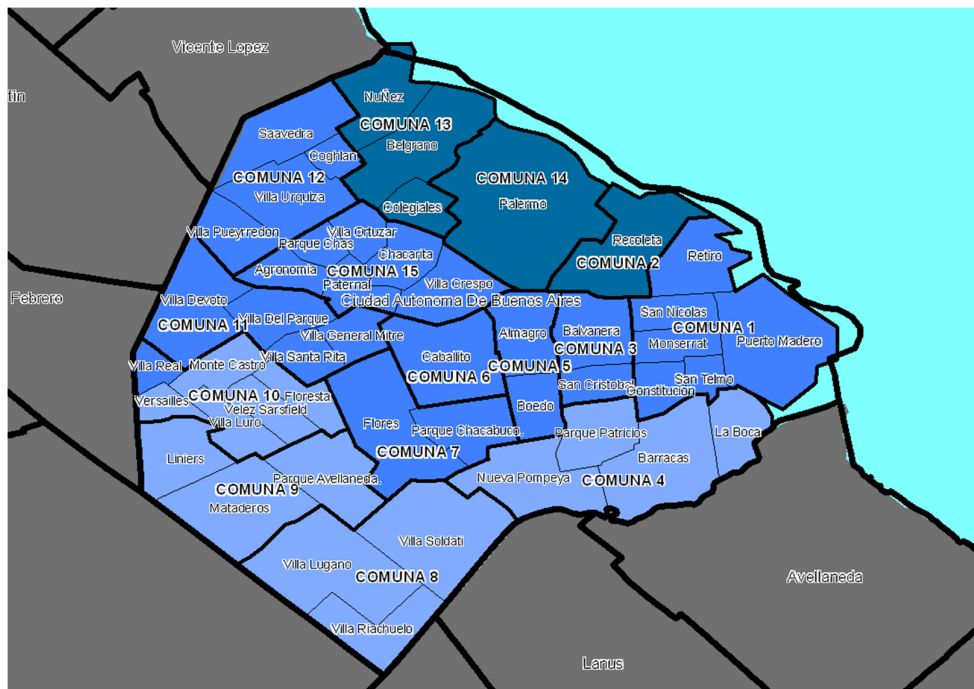 Vicente Lopez
tin
NuÑez
COMUNA 13
Saavedra
Belgrano
Coghlan
COMUNA 12
COMUNA 14
Villa Urquiza
Colegiales
Palermo
Villa Pueyrredon
Villa Ortuzar
Parque Chas
Recoleta
Chacarita
Retiro
COMUNA 2
Agronomia
COMUNA 15
Paternal
Villa Crespo
Febrero
Villa Devoto
Ciudad Autonoma De Buenos Aires
San Nicolas
Villa Del Parque
COMUNA 11
COMUNA 1
Villa General Mitre
Almagro
Balvanera
Monserrat
Puerto Madero
COMUNA 3
Villa Santa Rita
Caballito
Villa Real
Monte Castro
COMUNA 5
COMUNA 6
San Telmo
San Cristobal
Constitucion
COMUNA 10
Floresta
Versailles
Velez Sarsfield
Boedo
Villa Luro
Flores
Parque Chacabuco
Parque Patricios
La Boca
COMUNA 7
Liniers
Barracas
Parque Avellaneda
Nueva Pompeya
COMUNA 4
COMUNA 9
Mataderos
Villa Soldati
Villa Lugano
COMUNA 8
Avellaneda
Villa Riachuelo
Lanus